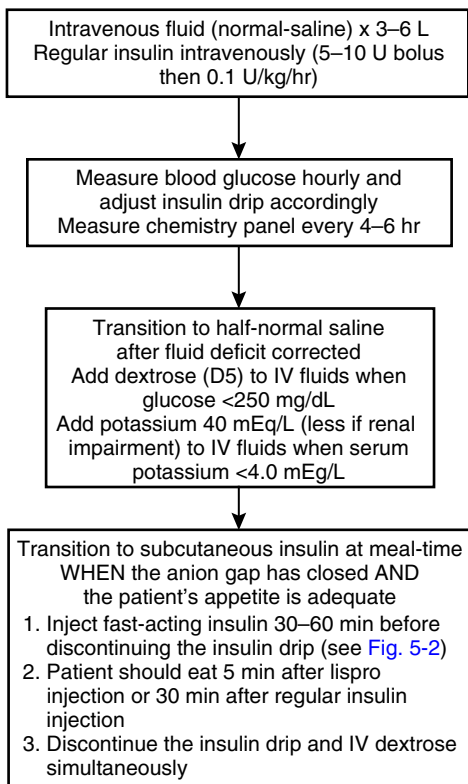 Intravenous fluid (normal-saline) x 3–6 L
Regular insulin intravenously (5–10 U bolus
then 0.1 U/kg/hr)
Measure blood glucose hourly and
adjust insulin drip accordingly
Measure chemistry panel every 4–6 hr
Transition to half-normal saline
after fluid deficit corrected
Add dextrose (D5) to IV fluids when
glucose <250 mg/dL
Add potassium 40 mEq/L (less if renal
impairment) to IV fluids when serum
potassium <4.0 mEg/L
Transition to subcutaneous insulin at meal-time
WHEN the anion gap has closed AND
the patient’s appetite is adequate
1. Inject fast-acting insulin 30–60 min before
discontinuing the insulin drip (see Fig. 5-2)
2. Patient should eat 5 min after lispro
injection or 30 min after regular insulin
injection
3. Discontinue the insulin drip and IV dextrose
simultaneously